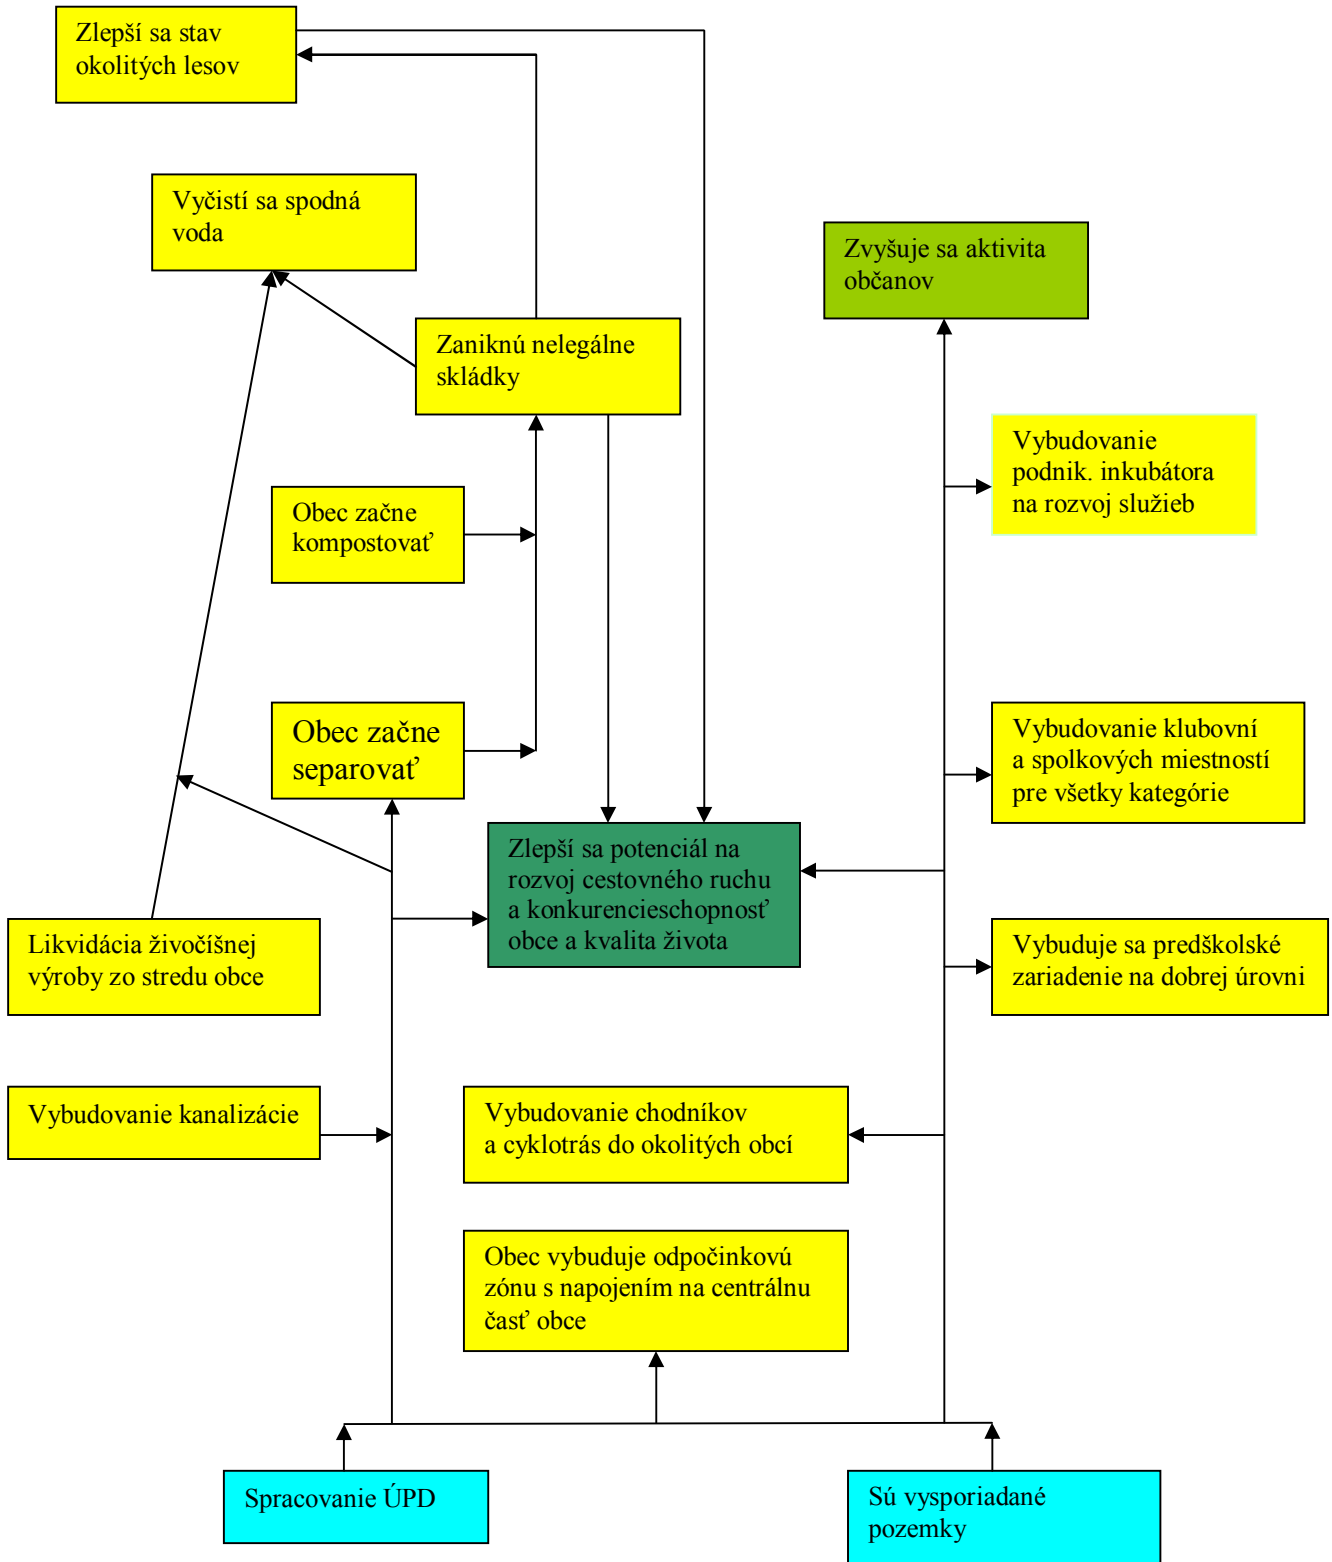 Zlepší sa stav
okolitých lesov
Vyčistí sa spodná
voda
Zvyšuje sa aktivita
občanov
Zaniknú nelegálne
skládky
Vybudovanie
podnik. inkubátora
na rozvoj služieb
Obec začne
kompostovať
Obec začne
separovať
Vybudovanie klubovní
a spolkových miestností
pre všetky kategórie
Zlepší sa potenciál na
rozvoj cestovného ruchu
a konkurencieschopnosť
obce a kvalita života
Likvidácia živočíšnej
výroby zo stredu obce
Vybuduje sa predškolské
zariadenie na dobrej úrovni
Vybudovanie kanalizácie
Vybudovanie chodníkov
a cyklotrás do okolitých obcí
Obec vybuduje odpočinkovú
zónu s napojením na centrálnu
časť obce
Spracovanie ÚPD
Sú vysporiadané
pozemky